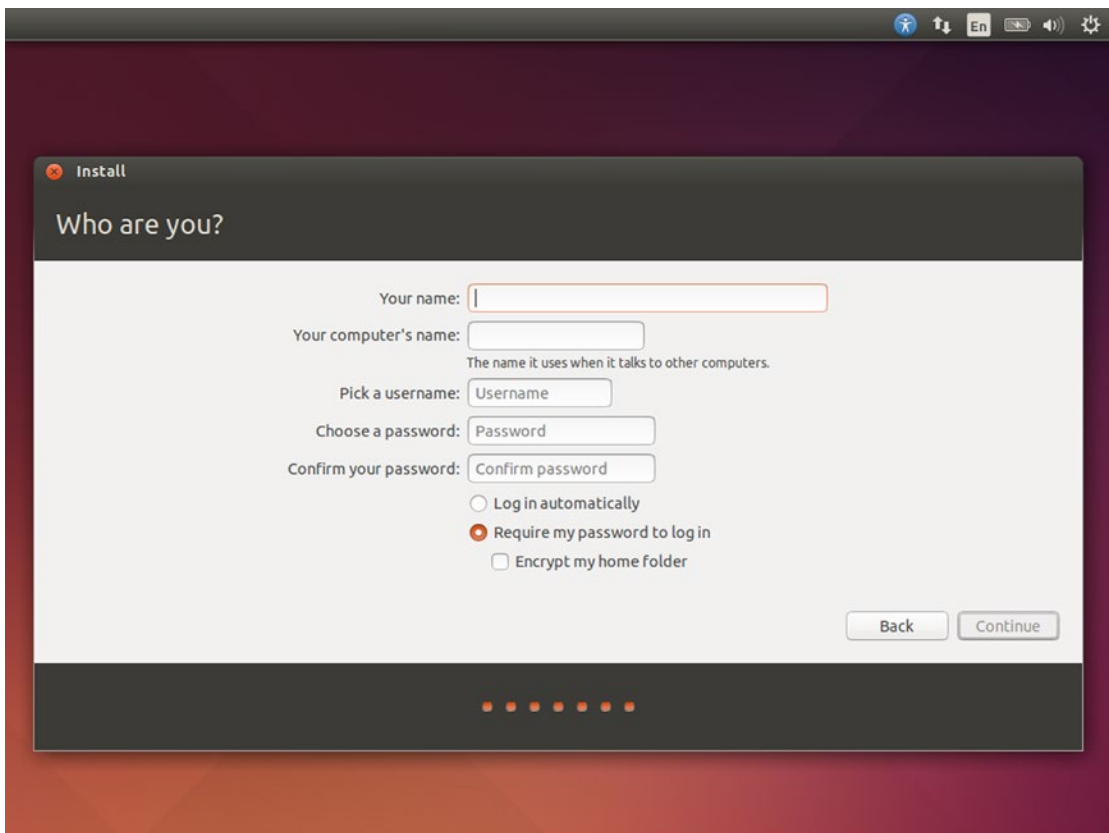 En
Install
Who are you?
Your name:
Your computer's name:
The name it uses when it talks to other computers.
Pick a username: Username
Choose a password: Password
Confirm your password: Confirm password
Log in automatically
Require my password to log in
Encrypt my home folder
Back Continue